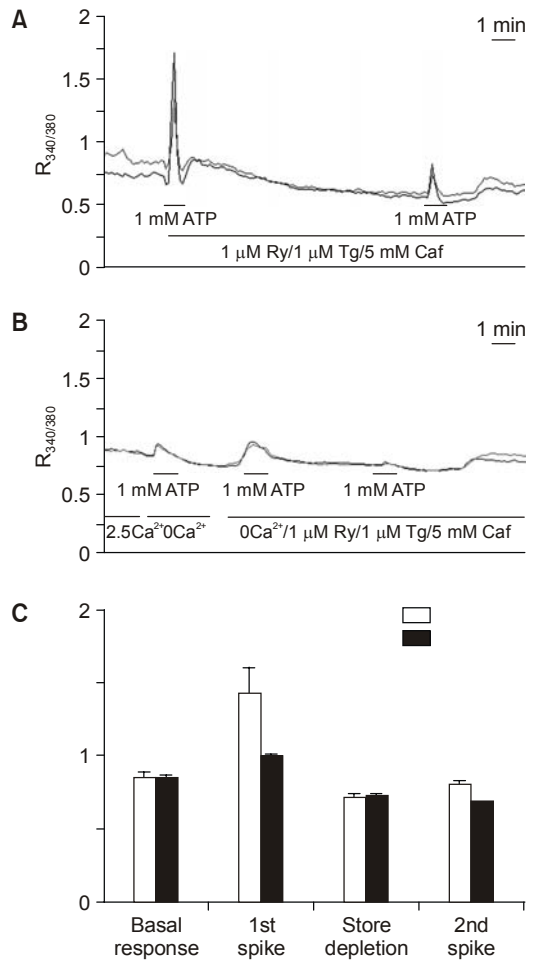 A
1 min
2
1.5
1
0.5
0
R340/380
1 mM ATP
1 mM ATP
1 μM Ry/1 μM Tg/5 mM Caf
B
1 min
2
1.5
1
0.5
0
R340/380
1 mM ATP
1 mM ATP
1 mM ATP
2.5Ca²⁺0Ca²⁺
0Ca²⁺/1 μM Ry/1 μM Tg/5 mM Caf
C
2
1
0
Basal response
1st spike
Store depletion
2nd spike